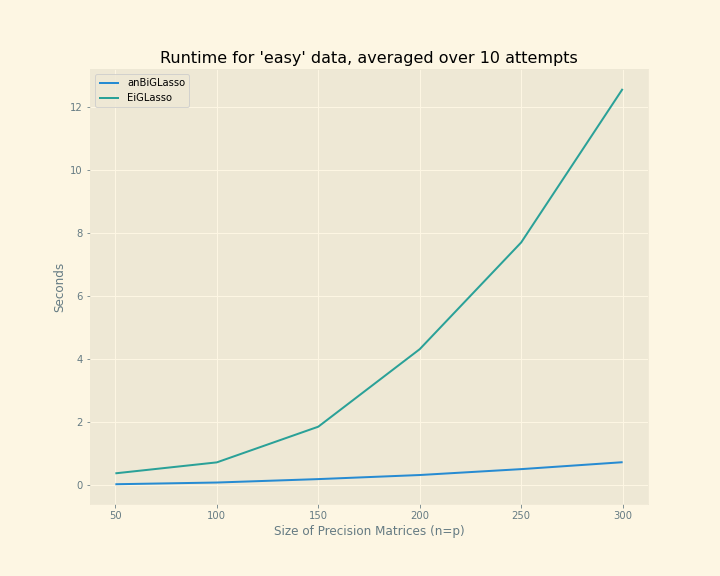 Runtime for 'easy' data, averaged over 10 attempts
anBiGLasso
EiGLasso
12
10
8
6
4
2
0
Seconds
50 100 150 200 250 300
Size of Precision Matrices (n=p)